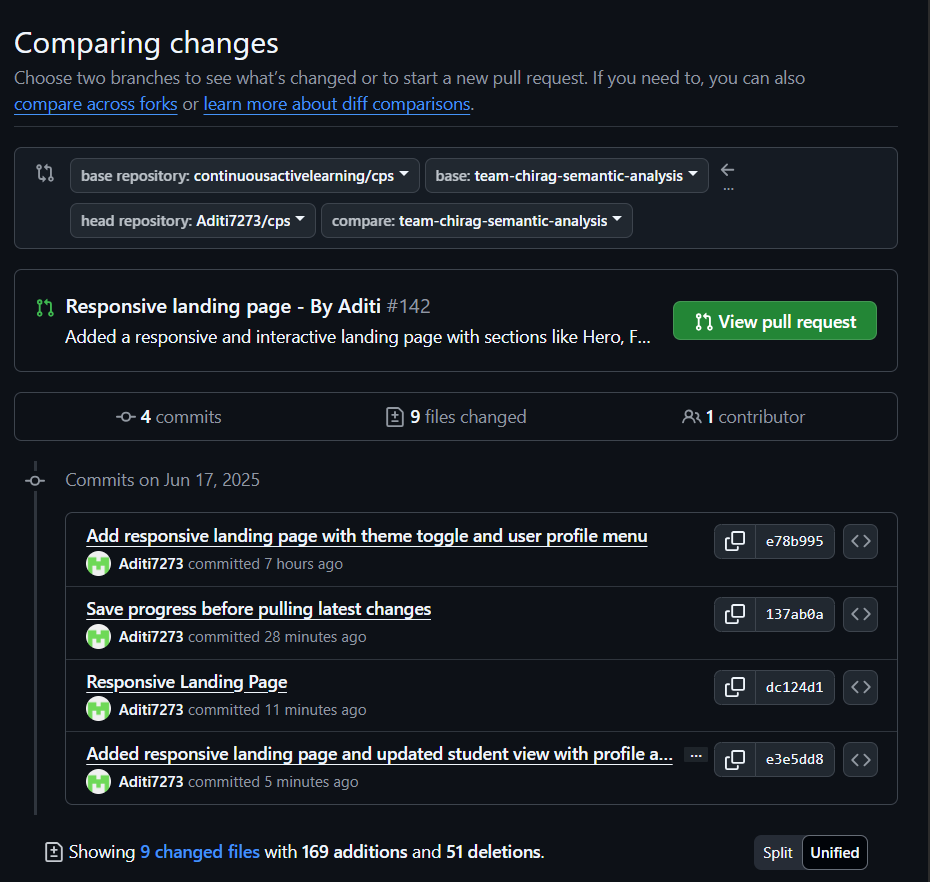 Comparing changes
Choose two branches to see what’s changed or to start a new pull request. If you need to, you can also
compare across forks or learn more about diff comparisons.
base repository: continuousactivelearning/cps base: team-chirag-semantic-analysis
...
head repository: Aditi7273/cps compare: team-chirag-semantic-analysis
Responsive landing page - By Aditi #142
View pull request
Added a responsive and interactive landing page with sections like Hero, F...
4 commits 9 files changed 1 contributor
Commits on Jun 17, 2025
Add responsive landing page with theme toggle and user profile menu e78b995
Aditi7273 committed 7 hours ago
Save progress before pulling latest changes 137ab0a
Aditi7273 committed 28 minutes ago
Responsive Landing Page dc124d1
Aditi7273 committed 11 minutes ago
Added responsive landing page and updated student view with profile a... ... e3e5dd8
Aditi7273 committed 5 minutes ago
Showing 9 changed files with 169 additions and 51 deletions. Split Unified